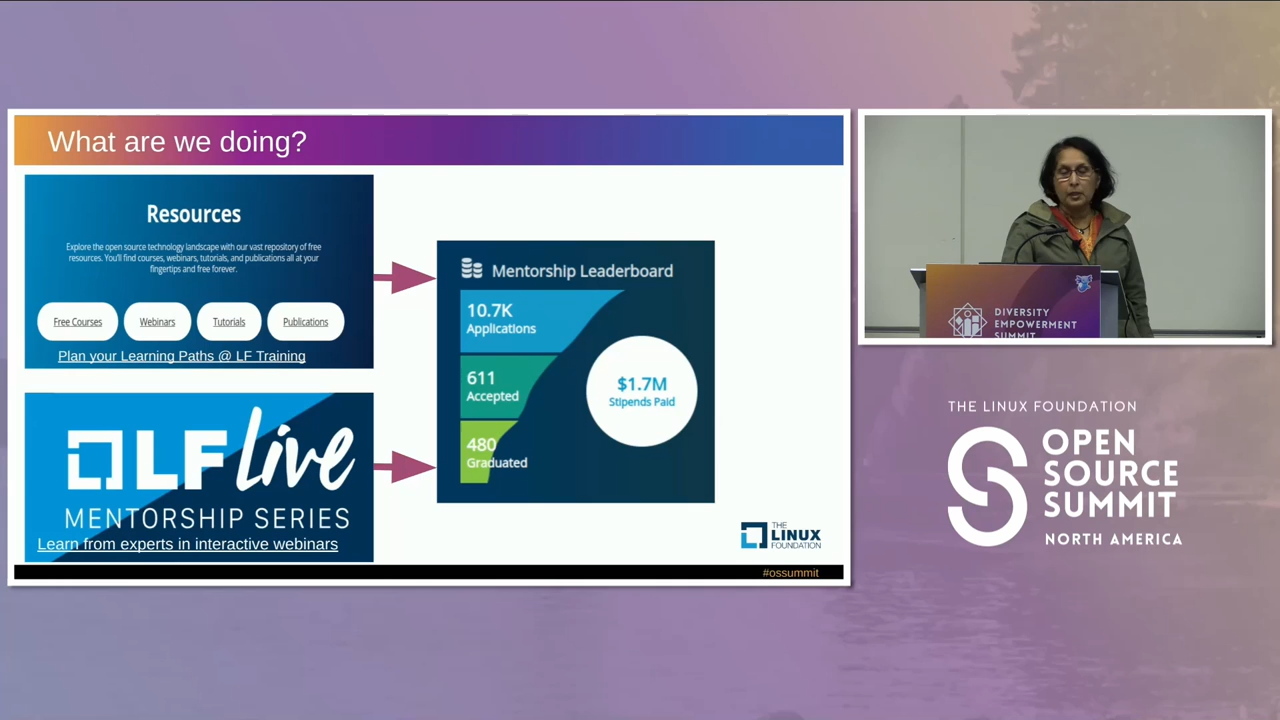 What are we doing?
Resources
Explore the open source technology landscape with our vast repository of free
resources. You'll find courses, webinars, tutorials, and publications all at your
fingertips and free forever.
Free Courses
Webinars
Tutorials
Publications
Plan your Learning Paths @ LF Training
LF Live
MENTORSHIP SERIES
Learn from experts in interactive webinars
Mentorship Leaderboard
10.7K
Applications
611
Accepted
480
Graduated
$1.7M
Stipends Paid
THE
LINUX
FOUNDATION
#ossummit
DIVERSITY
EMPOWERMENT
SUMMIT
THE LINUX FOUNDATION
OPEN
SOURCE
SUMMIT
NORTH AMERICA